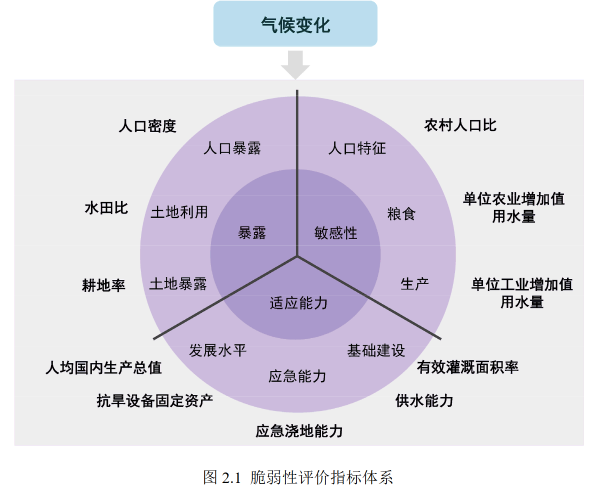 气候变化
人口密度
农村人口比
人口暴露
人口特征
水田比
土地利用
粮食
单位农业增加值
用水量
暴露
敏感性
耕地率
土地暴露
生产
单位工业增加值
用水量
适应能力
发展水平
基础建设
人均国内生产总值
应急能力
有效灌溉面积率
抗旱设备固定资产
供水能力
应急浇地能力
图 2.1 脆弱性评价指标体系